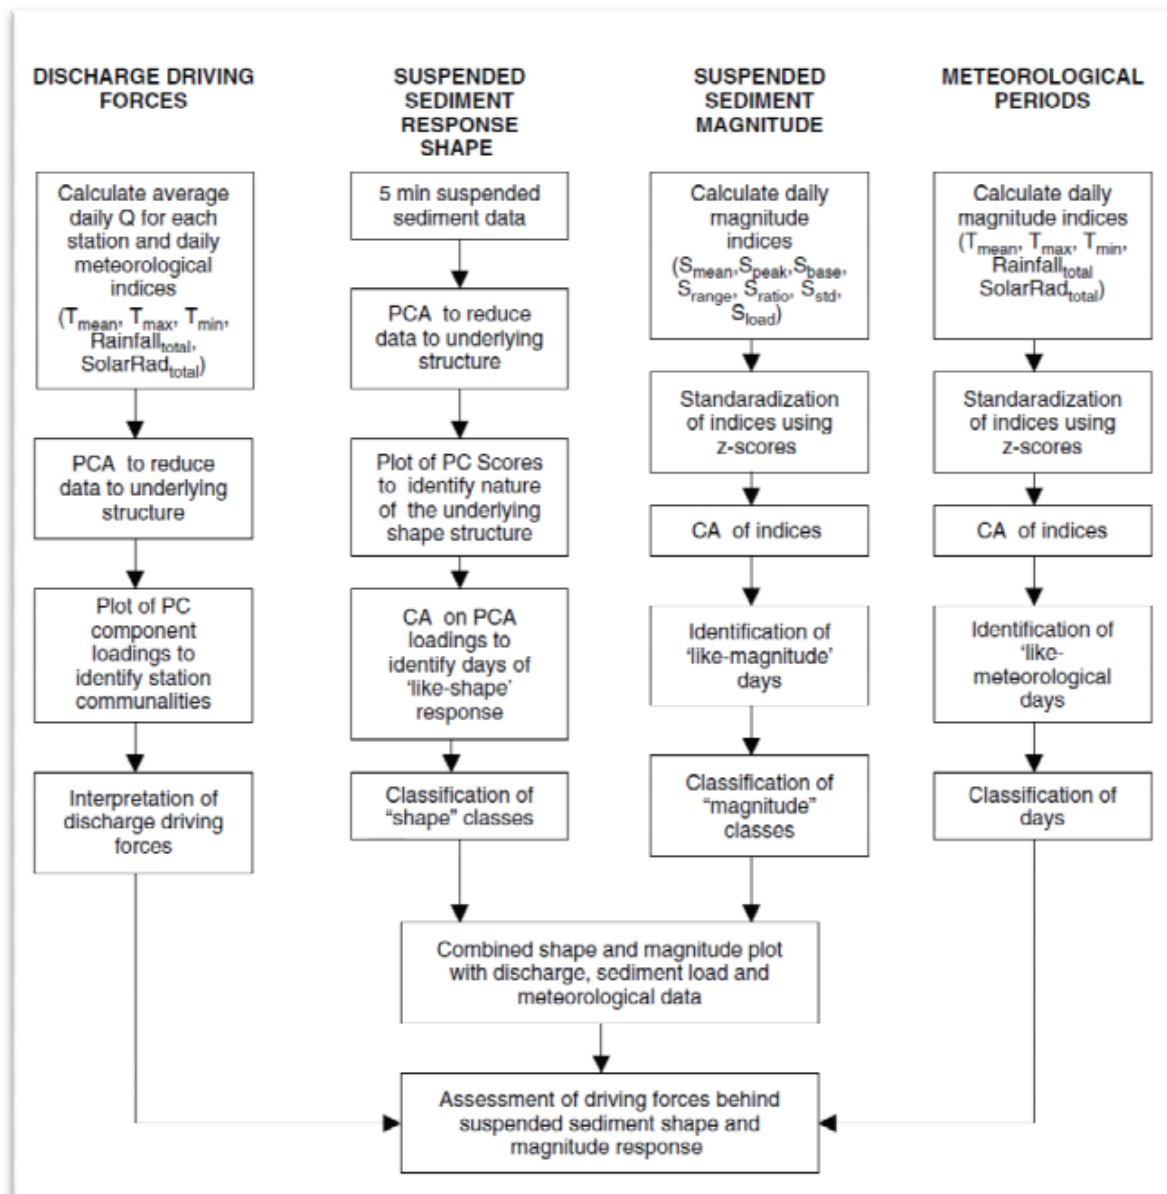 DISCHARGE DRIVING
FORCES
Calculate average
daily Q for each
station and daily
meteorological
indices
(Tmean, Tmax, Tmin,
Rainfalltotal,
SolarRadtotal)
PCA to reduce
data to underlying
structure
Plot of PC
component
loadings to
identify station
communalities
Interpretation of
discharge driving
forces
SUSPENDED
SEDIMENT
RESPONSE
SHAPE
5 min suspended
sediment data
PCA to reduce
data to underlying
structure
Plot of PC Scores
to identify nature
of the underlying
shape structure
CA on PCA
loadings to
identify days of
'like-shape'
response
Classification of
“shape” classes
SUSPENDED
SEDIMENT
MAGNITUDE
Calculate daily
magnitude
indices
(Smean,Speak,Sbase,
Srange, Sratio, Sstd,
Sload)
Standaradization
of indices using
z-scores
CA of indices
Identification of
'like-magnitude'
days
Classification of
“magnitude”
classes
METEOROLOGICAL
PERIODS
Calculate daily
magnitude indices
(Tmean, Tmax, Tmin,
Rainfalltotal
SolarRadtotal)
Standaradization
of indices using
z-scores
CA of indices
Identification of
'like-
meteorological
days
Classification of
days
Combined shape and magnitude plot
with discharge, sediment load and
meteorological data
Assessment of driving forces behind
suspended sediment shape and
magnitude response